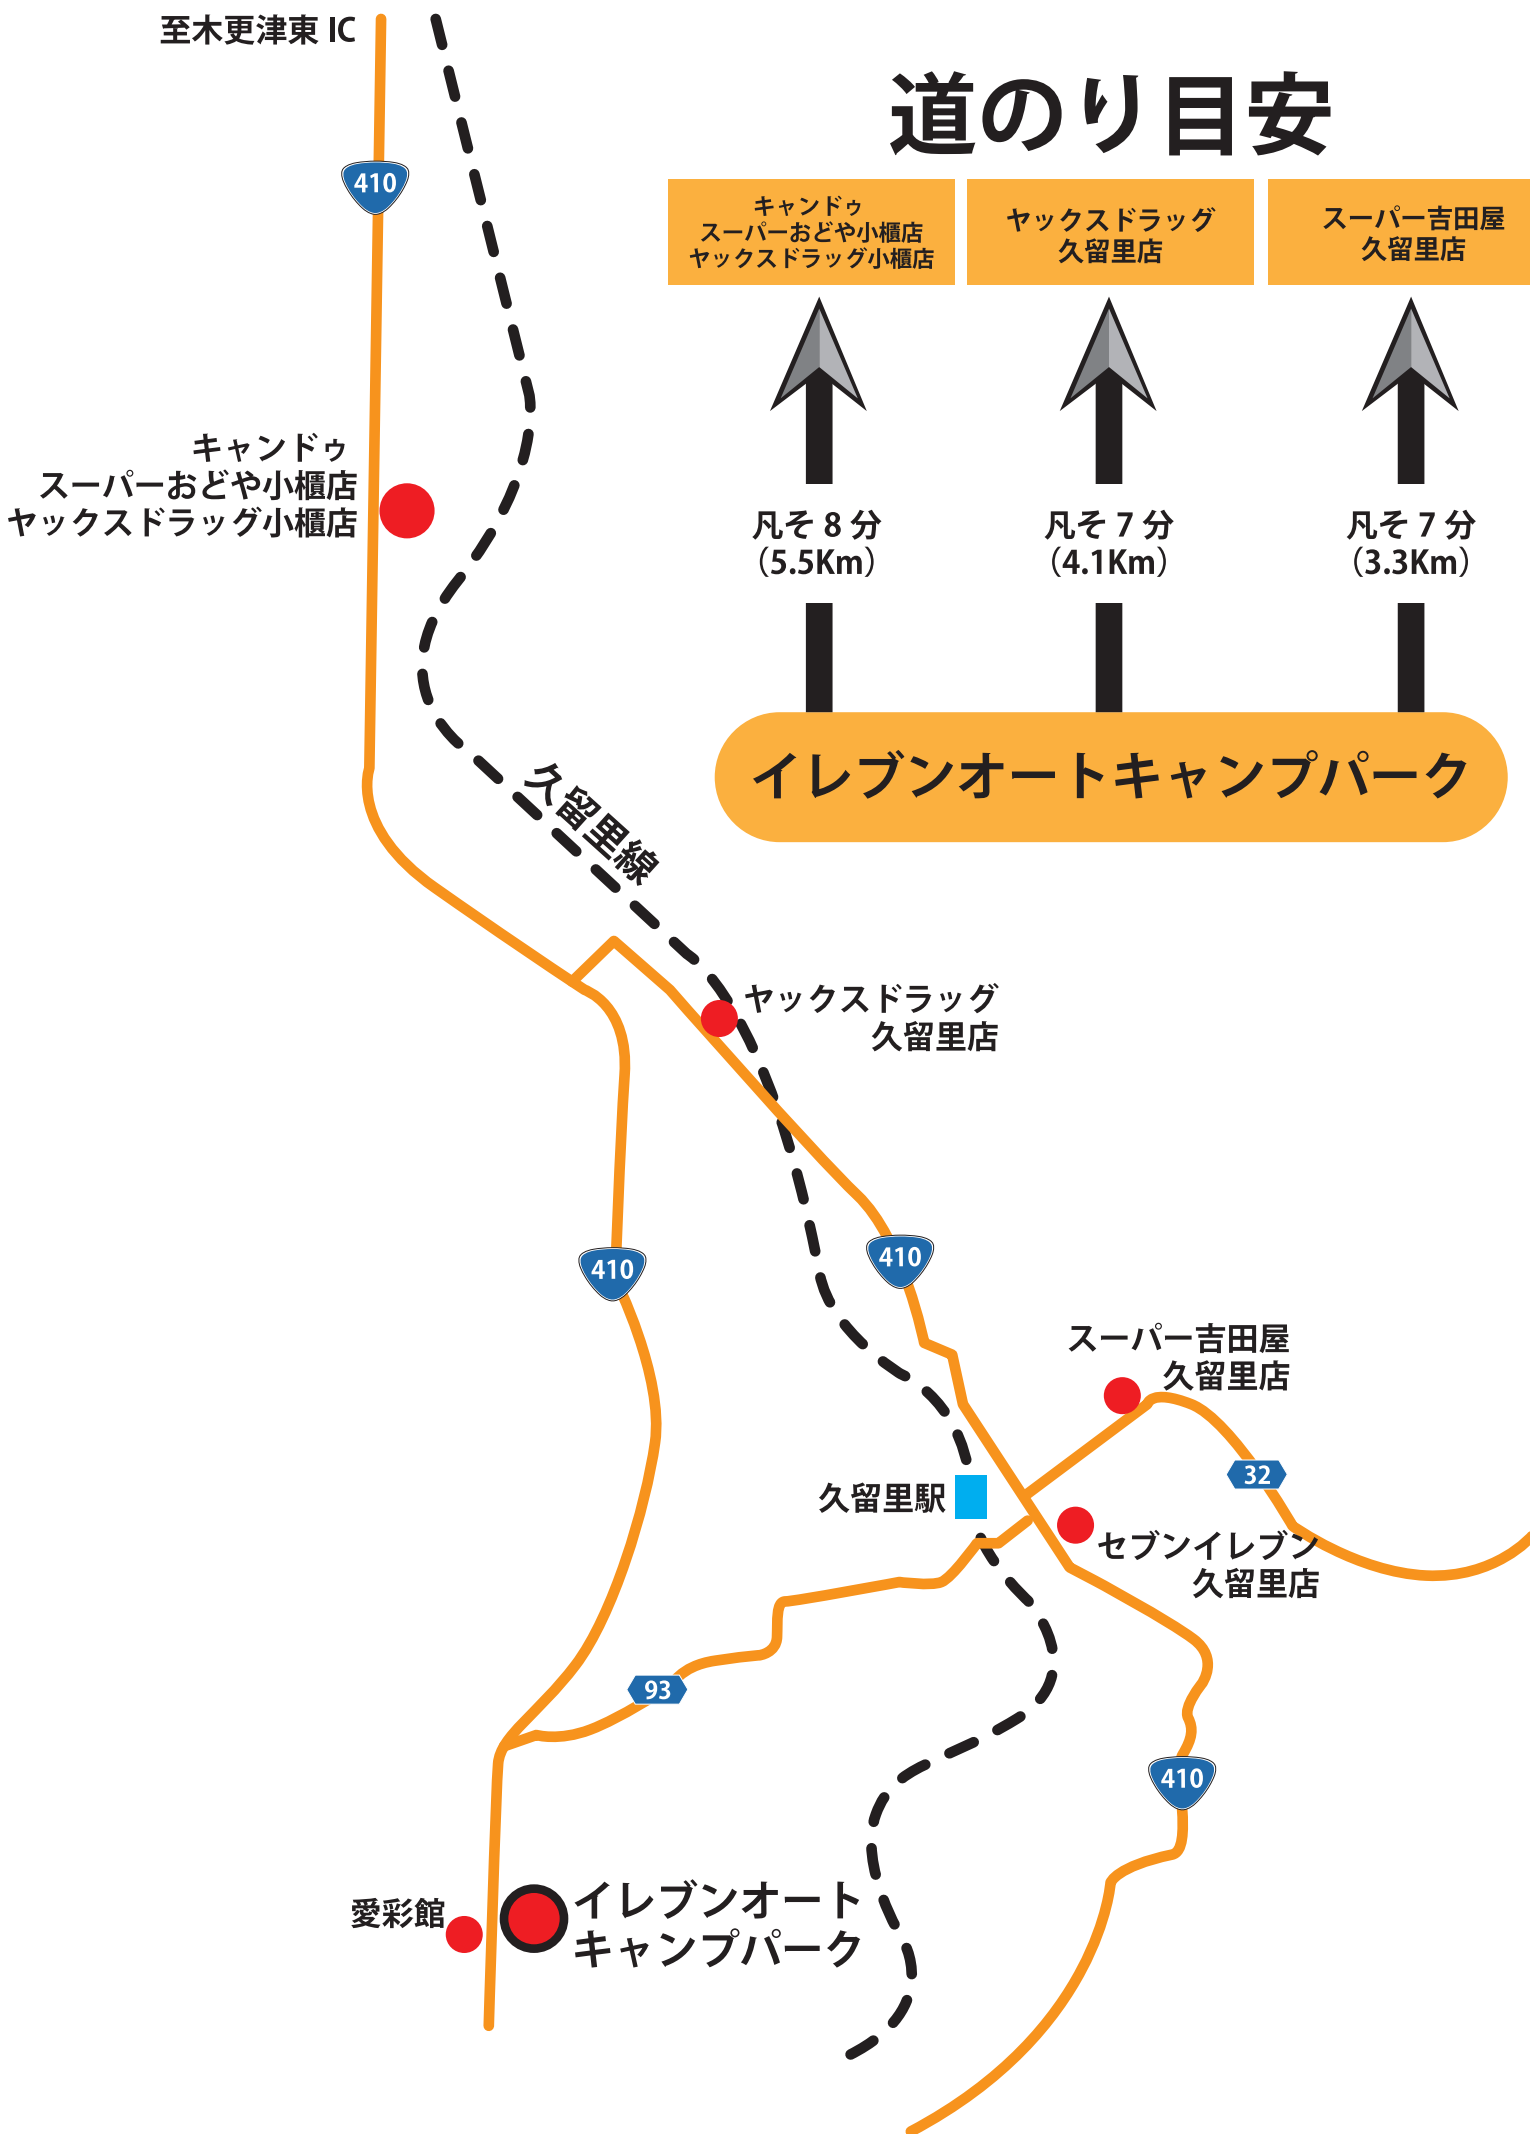 至木更津東 IC
道のり目安
410
キャンドゥ
スーパーおどや小櫃店
ヤックスドラッグ小櫃店
ヤックスドラッグ
久留里店
スーパー吉田屋
久留里店
キャンドゥ
スーパーおどや小櫃店
ヤックスドラッグ小櫃店
凡そ 8 分
（5.5Km）
凡そ 7 分
（4.1Km）
凡そ 7 分
（3.3Km）
イレブンオートキャンプパーク
久留里線
ヤックスドラッグ
久留里店
410
410
スーパー吉田屋
久留里店
32
久留里駅
セブンイレブン
久留里店
93
410
愛彩館
イレブンオート
キャンプパーク